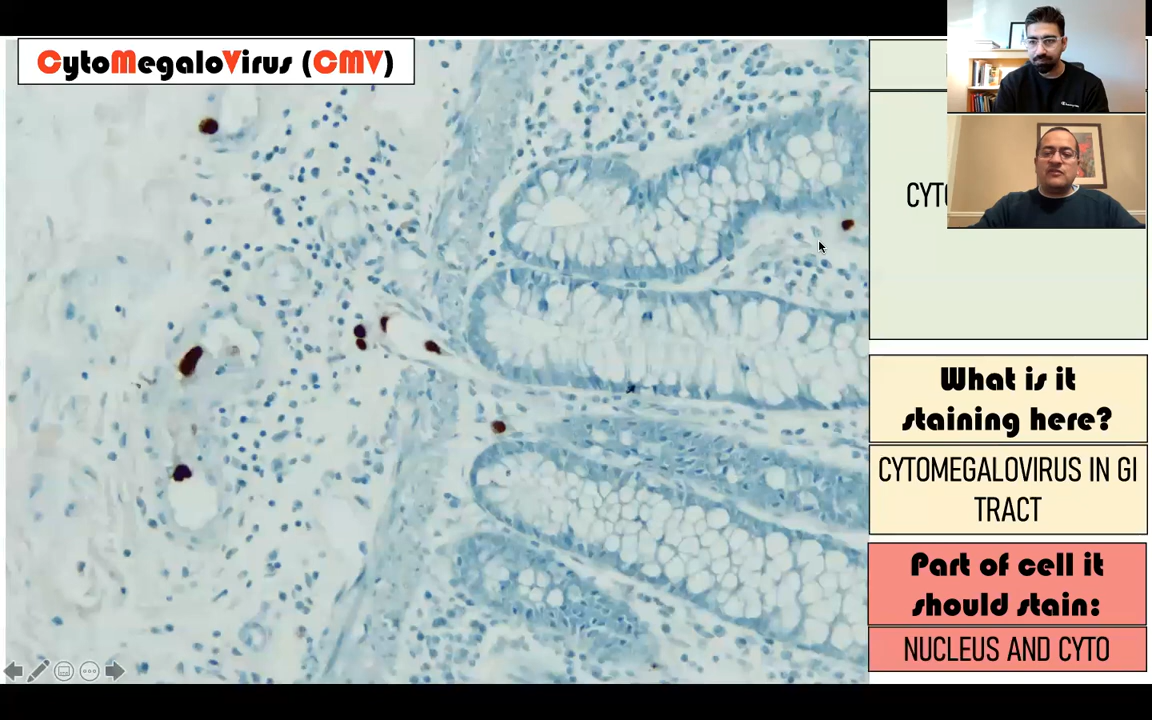 CytoMegaloVirus (CMV)
What is it
staining here?
CYTOMEGALOVIRUS IN GI
TRACT
Part of cell it
should stain:
NUCLEUS AND CYTO